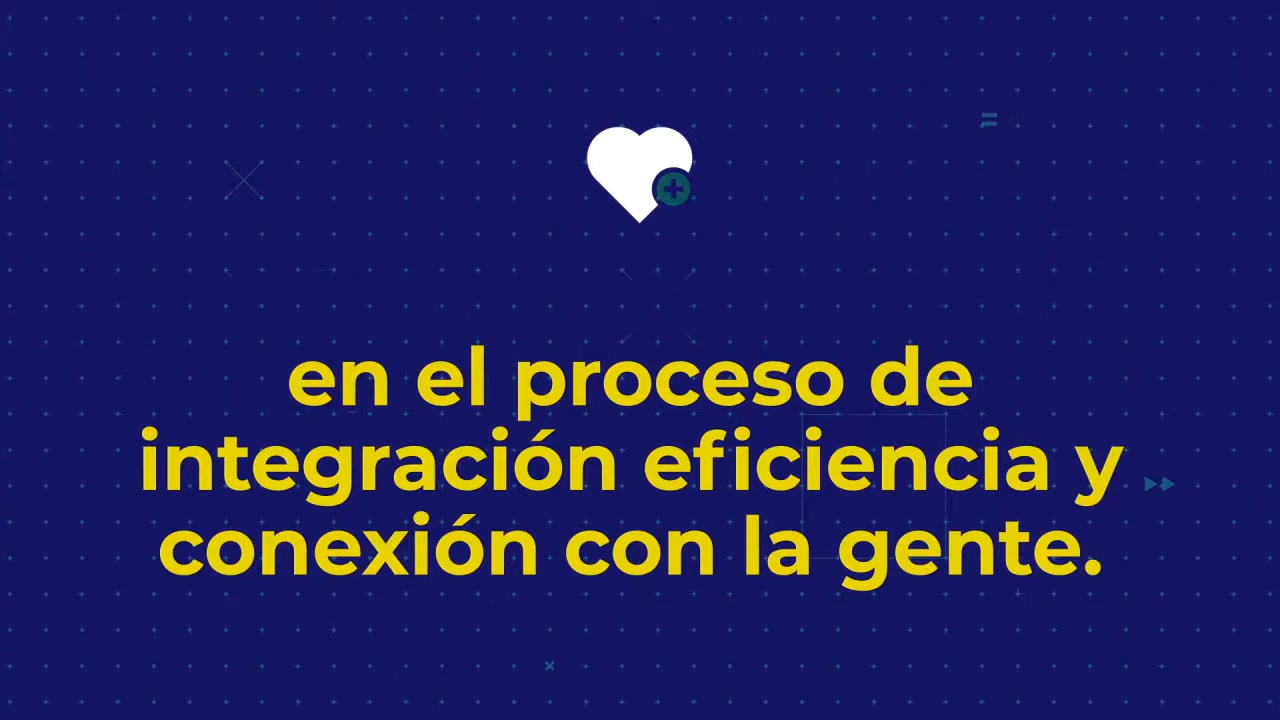 en el proceso de
integración eficiencia y
conexión con la gente.